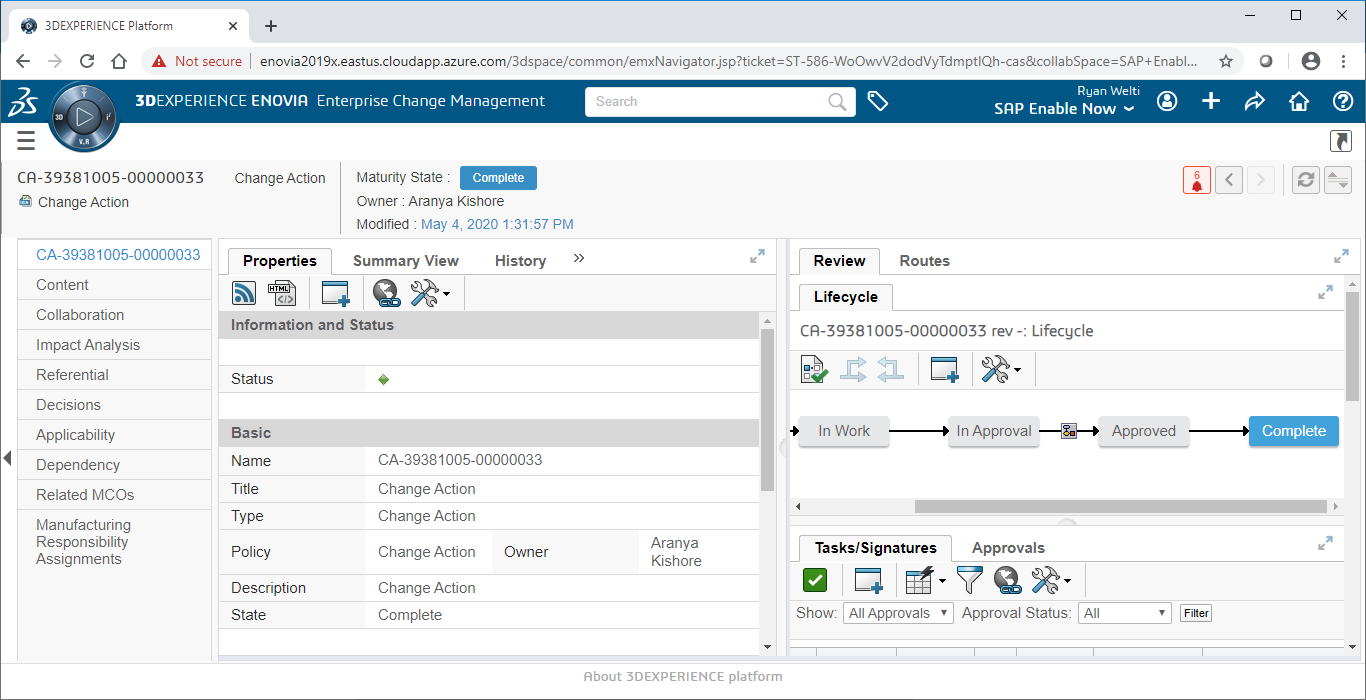 3DEXPERIENCE Platform
Not secure
enovia2019x.eastus.cloudapp.azure.com/3dspace/common/emxNavigator.jsp?ticket=ST-586-WoOwvV2dodVyTdmptIQh-cas&collabSpace=SAP+Enabl...
3DEXPERIENCE ENOVIA Enterprise Change Management
Search
Ryan Welti
SAP Enable Now
3D
V.R
CA-39381005-00000033
Change Action
Change Action
Maturity State : Complete
Owner : Aranya Kishore
Modified : May 4, 2020 1:31:57 PM
6
CA-39381005-00000033
Content
Collaboration
Impact Analysis
Referential
Decisions
Applicability
Dependency
Related MCOs
Manufacturing
Responsibility
Assignments
Properties Summary View History
HTML
Information and Status
Status
Basic
Name CA-39381005-00000033
Title Change Action
Type Change Action
Policy Change Action Owner Aranya
Kishore
Description Change Action
State Complete
Review Routes
Lifecycle
CA-39381005-00000033 rev -: Lifecycle
In Work In Approval Approved Complete
Tasks/Signatures Approvals
Show: All Approvals Approval Status: All Filter
About 3DEXPERIENCE platform